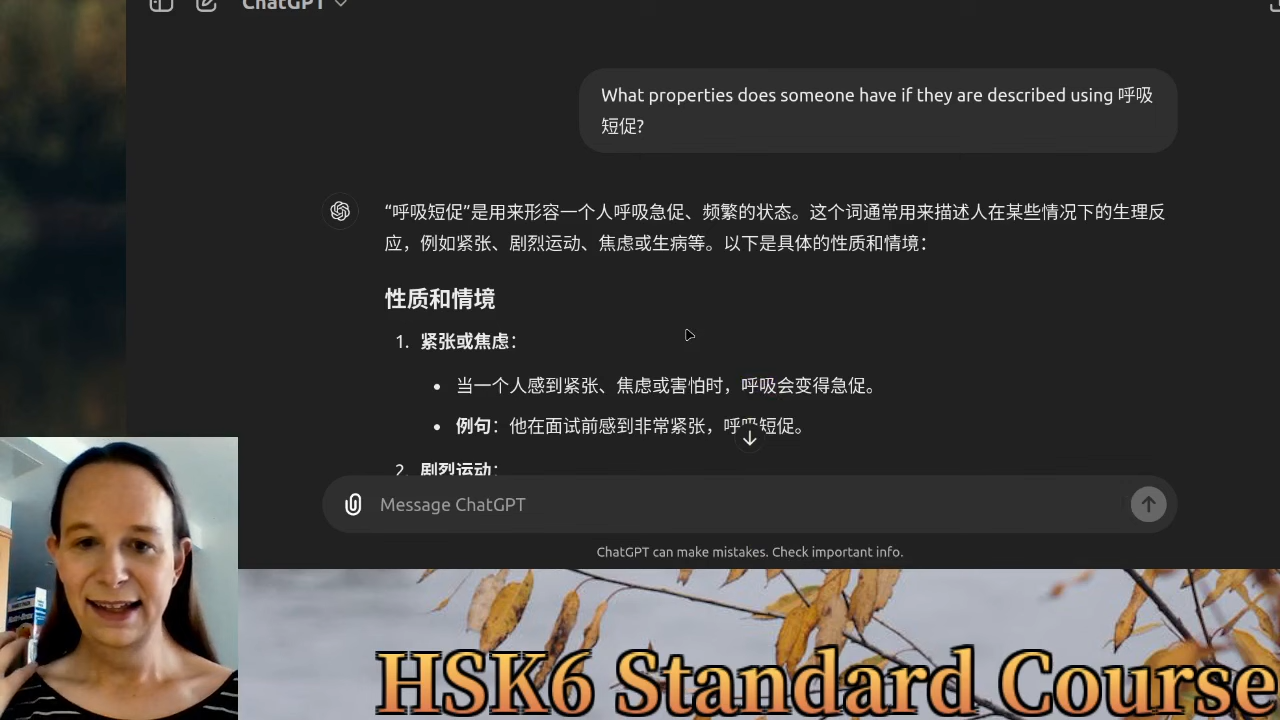 ChatGPT
What properties does someone have if they are described using 呼吸
短促?
“呼吸短促”是用来形容一个人呼吸急促、频繁的状态。这个词通常用来描述人在某些情况下的生理反
应，例如紧张、剧烈运动、焦虑或生病等。以下是具体的性质和情境：
性质和情境
1. 紧张或焦虑：
• 当一个人感到紧张、焦虑或害怕时，呼吸会变得急促。
• 例句：他在面试前感到非常紧张，呼吸短促。
2. 剧烈运动：
Message ChatGPT
ChatGPT can make mistakes. Check important info.
HSK6 Standard Course